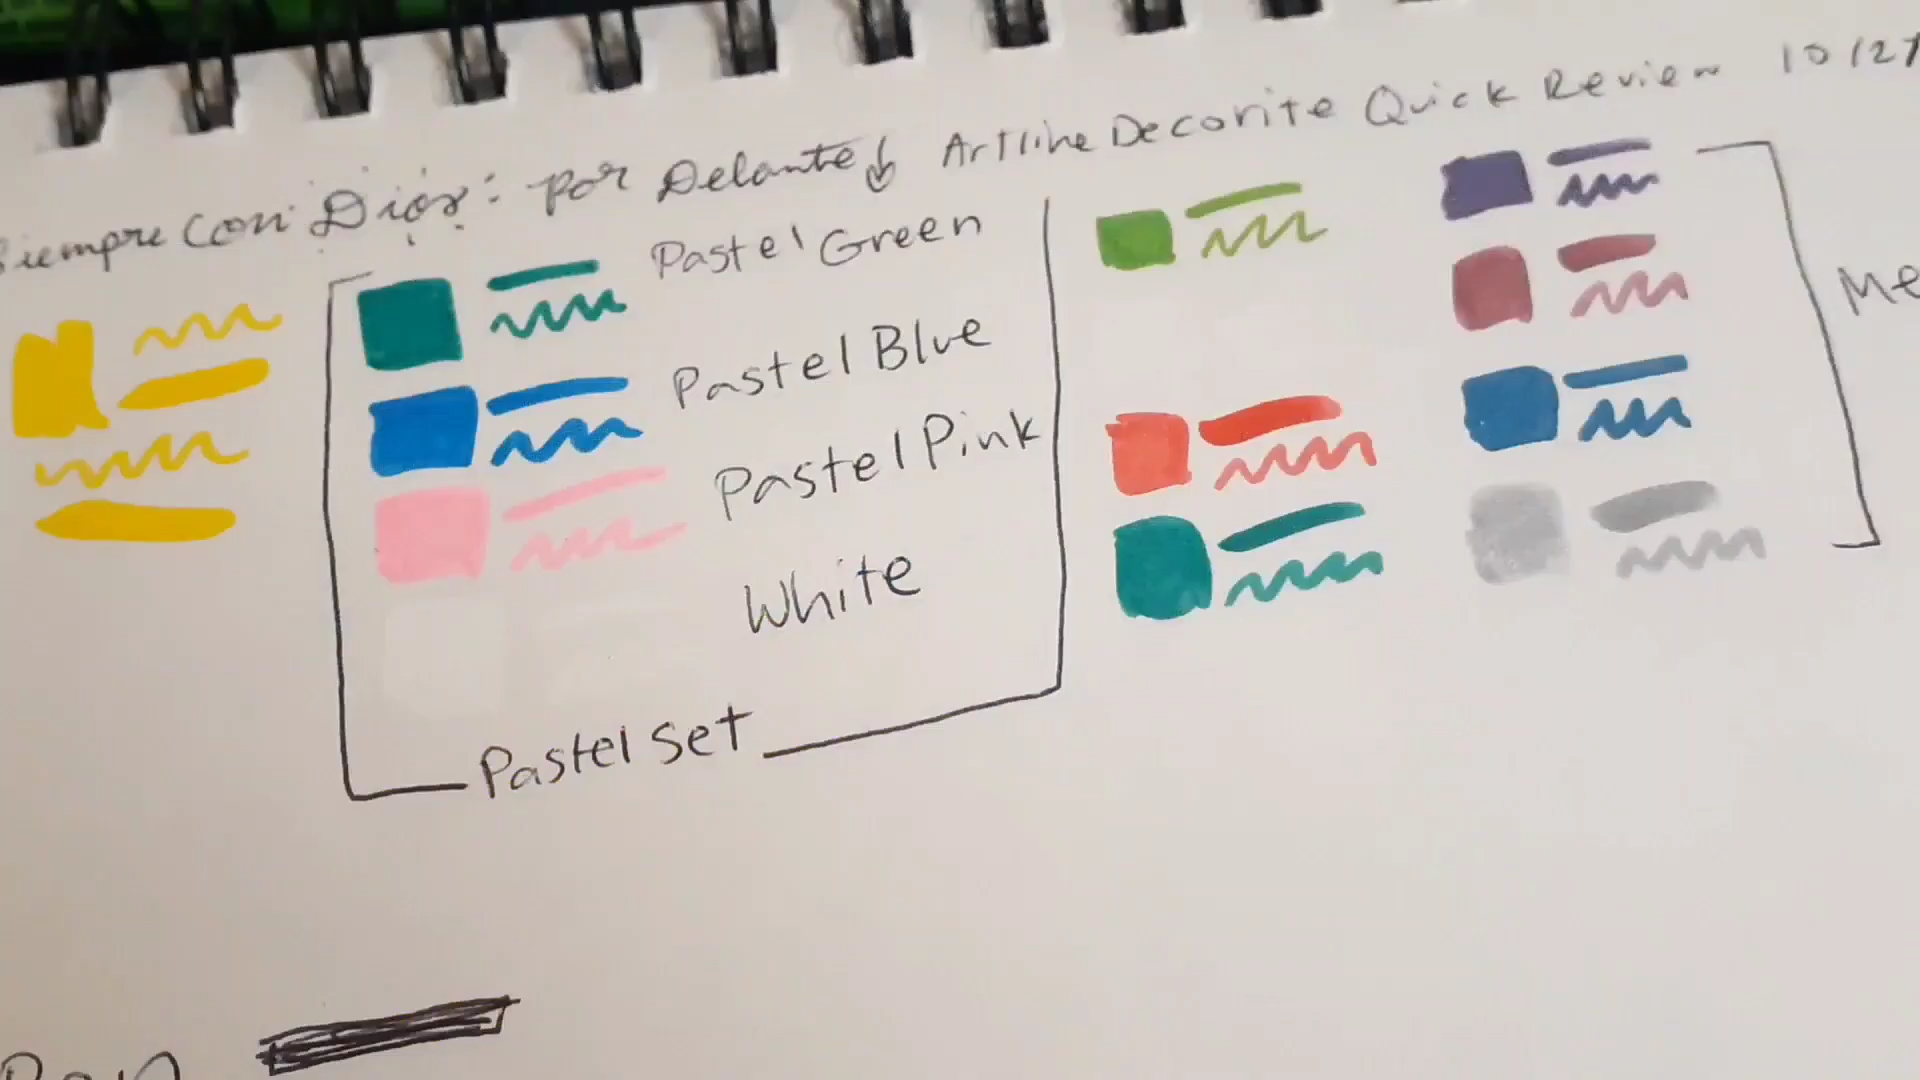 Siempre con Dios: por Delante Artline Decorite Quick Review 10/27
Pastel Green
Pastel Blue
Pastel Pink
White
Pastel Set
Me
Pen